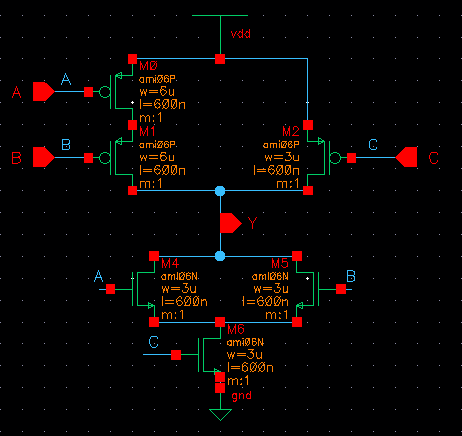 vdd
M0
A
A
ami06P
w=6u
l=600n
m:1
M1
B
B
ami06P
w=6u
l=600n
m:1
M2
C
C
ami06P
w=3u
l=600n
m:1
Y
M4
A
ami06N
w=3u
l=600n
m:1
M5
B
ami06N
w=3u
l=600n
m:1
M6
C
ami06N
w=3u
l=600n
m:1
gnd